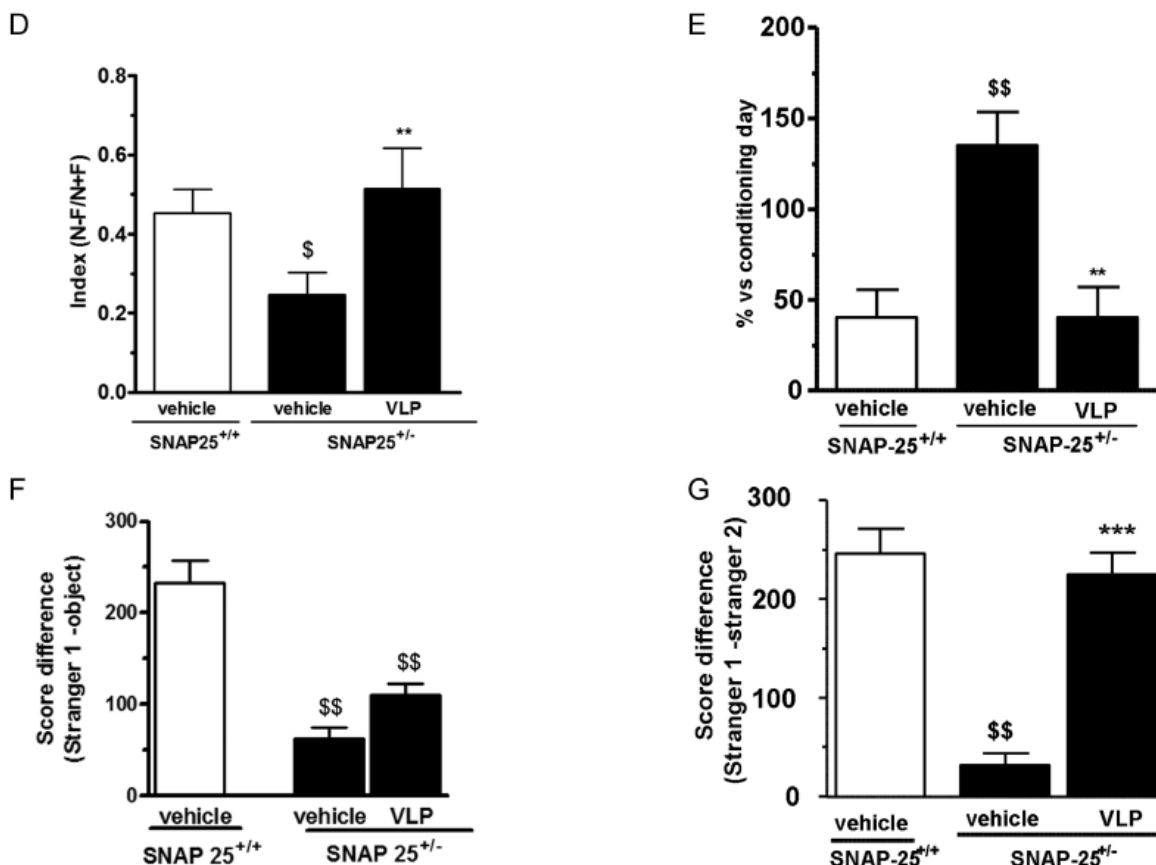 D
Index (N-F/N+F)
0.8
0.6
0.4
0.2
0.0
$
**
vehicle vehicle VLP
SNAP25+/+ SNAP25+/-
E
% vs conditioning day
200
150
100
50
0
$$
**
vehicle vehicle VLP
SNAP-25+/+ SNAP-25+/-
F
Score difference
(Stranger 1 -object)
300
200
100
0
$$
$$
vehicle vehicle VLP
SNAP 25+/+ SNAP 25+/-
G
Score difference
(Stranger 1 -stranger 2)
300
200
100
0
$$
***
vehicle vehicle VLP
SNAP-25+/+ SNAP-25+/-